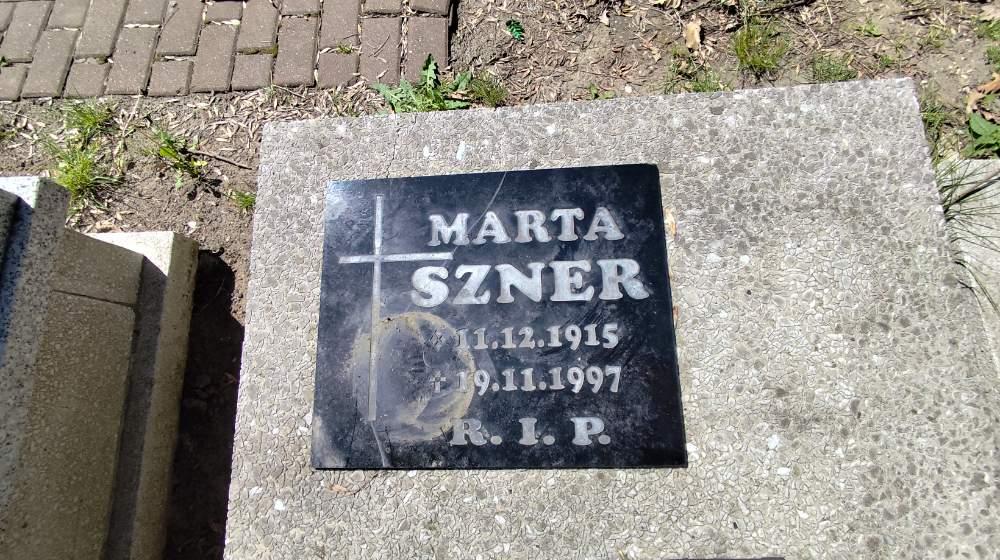 MARTA
SZNER
* 11.12.1915
+ 19.11.1997
R. I. P.